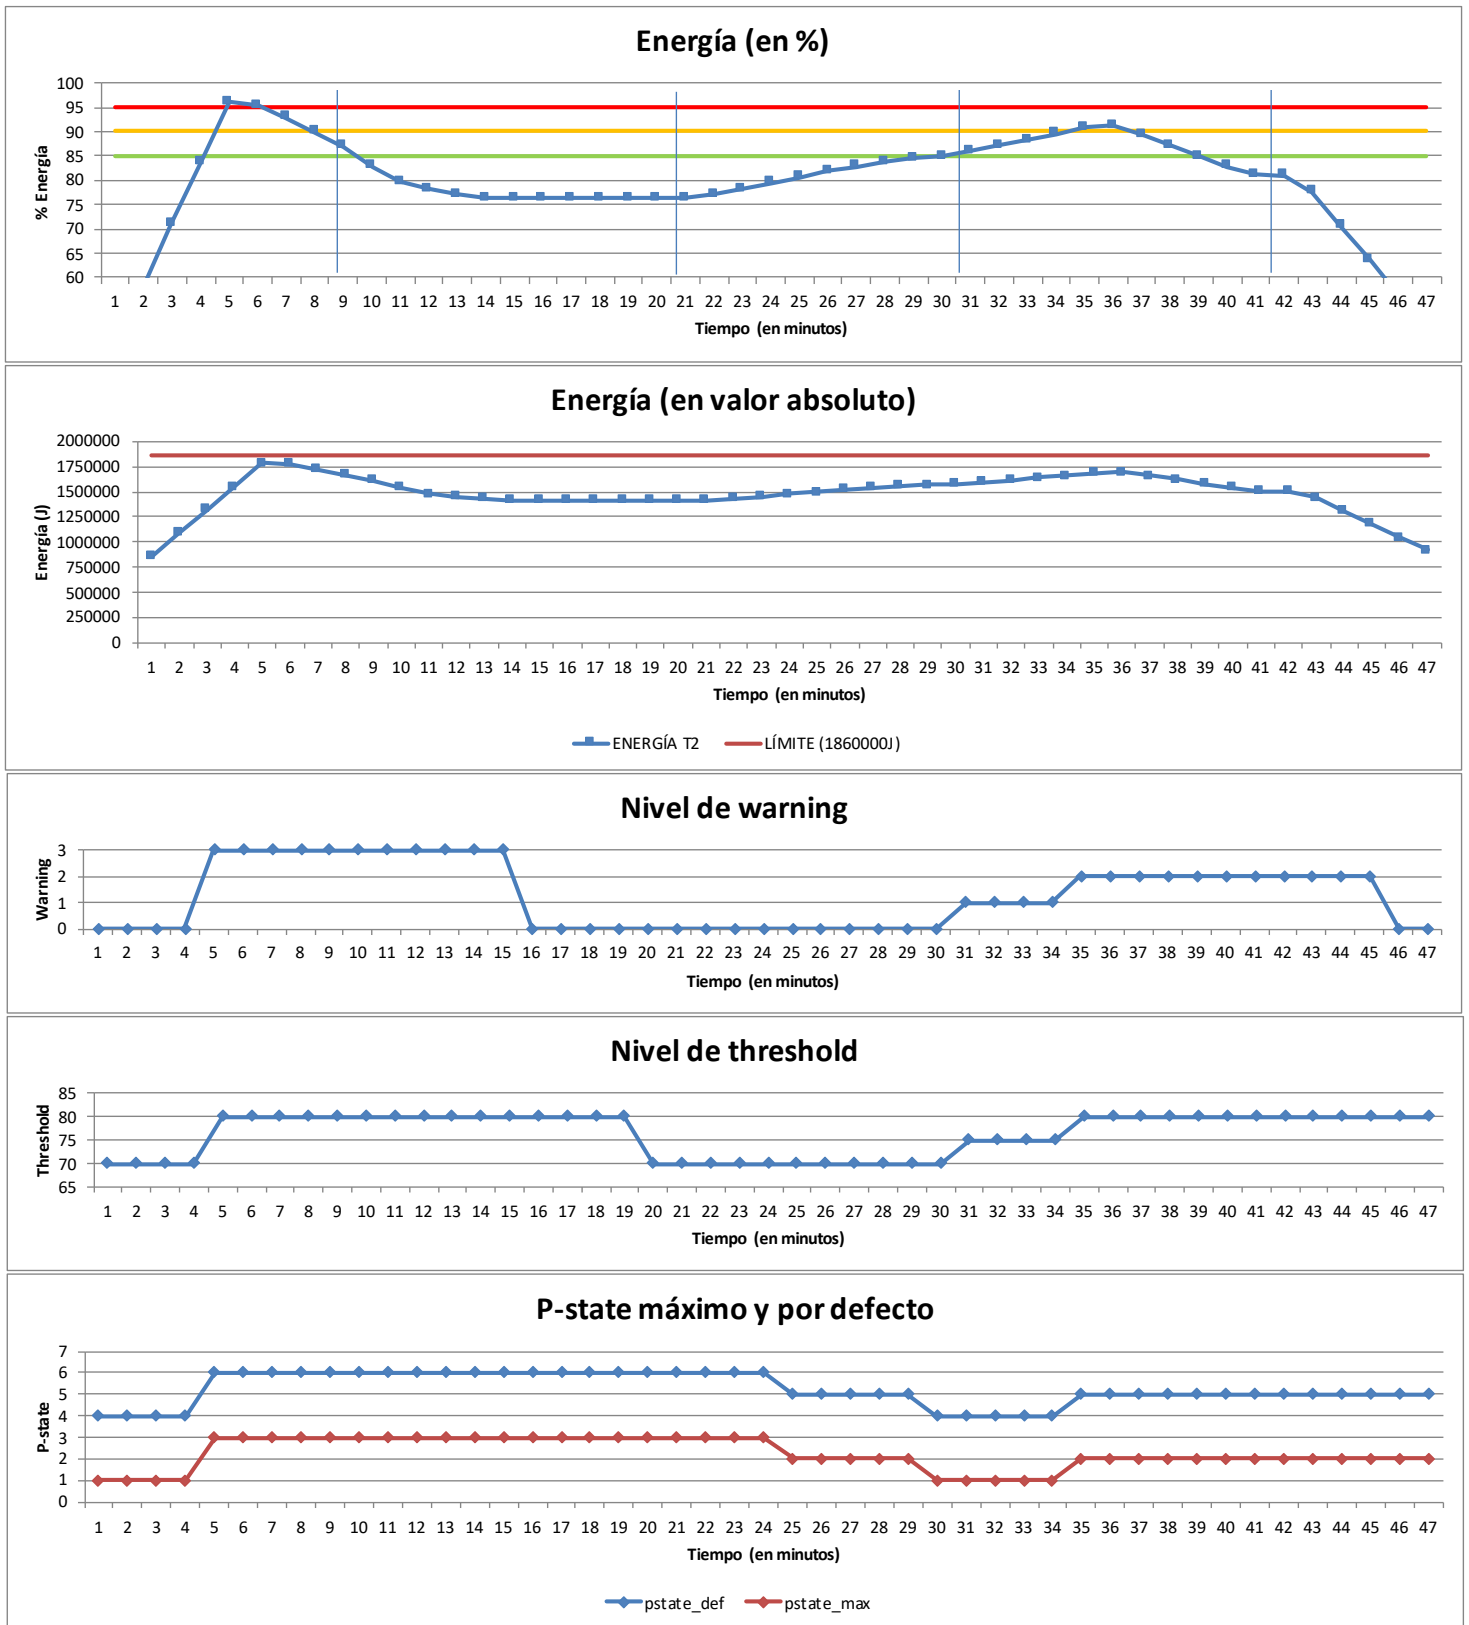 Energía (en %)
100
95
90
85
80
75
70
65
60
% Energía
1 2 3 4 5 6 7 8 9 10 11 12 13 14 15 16 17 18 19 20 21 22 23 24 25 26 27 28 29 30 31 32 33 34 35 36 37 38 39 40 41 42 43 44 45 46 47
Tiempo (en minutos)
Energía (en valor absoluto)
2000000
1750000
1500000
1250000
1000000
750000
500000
250000
0
Energía (J)
1 2 3 4 5 6 7 8 9 10 11 12 13 14 15 16 17 18 19 20 21 22 23 24 25 26 27 28 29 30 31 32 33 34 35 36 37 38 39 40 41 42 43 44 45 46 47
Tiempo (en minutos)
ENERGÍA T2 LÍMITE (1860000J)
Nivel de warning
3
2
1
0
Warning
1 2 3 4 5 6 7 8 9 10 11 12 13 14 15 16 17 18 19 20 21 22 23 24 25 26 27 28 29 30 31 32 33 34 35 36 37 38 39 40 41 42 43 44 45 46 47
Tiempo (en minutos)
Nivel de threshold
85
80
75
70
65
Threshold
1 2 3 4 5 6 7 8 9 10 11 12 13 14 15 16 17 18 19 20 21 22 23 24 25 26 27 28 29 30 31 32 33 34 35 36 37 38 39 40 41 42 43 44 45 46 47
Tiempo (en minutos)
P-state máximo y por defecto
7
6
5
4
3
2
1
0
P-state
1 2 3 4 5 6 7 8 9 10 11 12 13 14 15 16 17 18 19 20 21 22 23 24 25 26 27 28 29 30 31 32 33 34 35 36 37 38 39 40 41 42 43 44 45 46 47
Tiempo (en minutos)
pstate_def pstate_max